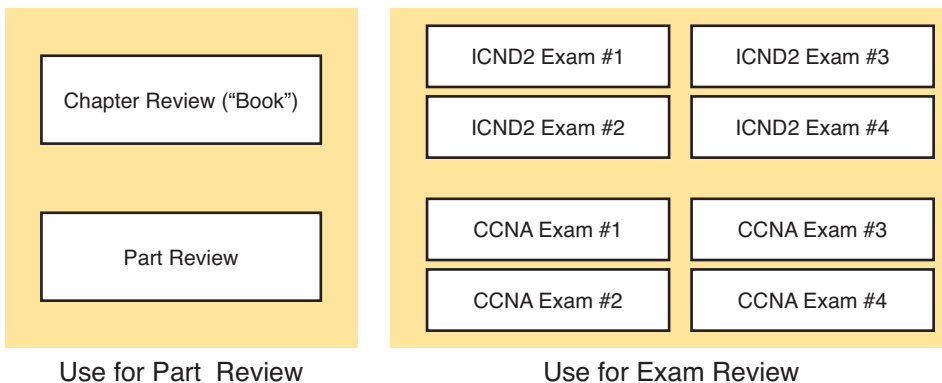 Chapter Review (“Book”)
Part Review
Use for Part  Review
ICND2 Exam #1
ICND2 Exam #3
ICND2 Exam #2
ICND2 Exam #4
CCNA Exam #1
CCNA Exam #3
CCNA Exam #2
CCNA Exam #4
Use for Exam Review